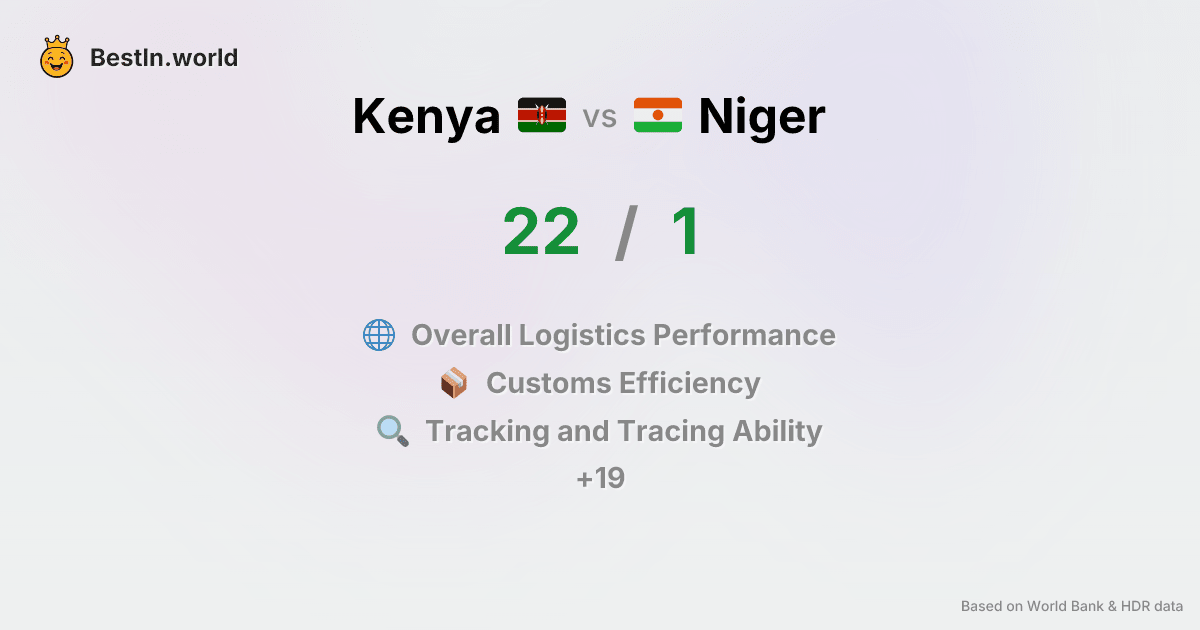 BestIn.world
Kenya vs Niger
22 / 1
Overall Logistics Performance
Customs Efficiency
Tracking and Tracing Ability
+19
Based on World Bank & HDR data